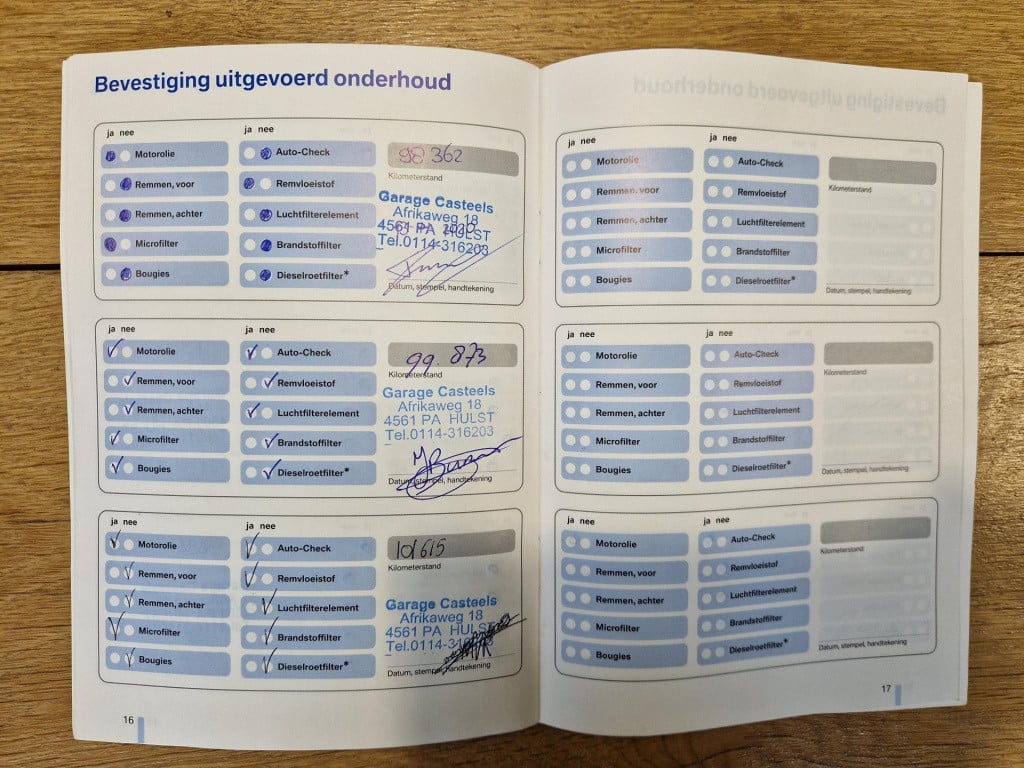 Bevestiging uitgevoerd onderhoud
ja nee
ja nee
Motorolie
Auto-Check
98 362
Kilometerstand
Remmen, voor
Remvloeistof
Garage Casteels
Afrikaweg 18
4561 PA HULST
Tel.0114-316203
Remmen, achter
Luchtfilterelement
Microfilter
Brandstoffilter
Bougies
Dieselroetfilter*
Datum, stempel, handtekening
ja nee
ja nee
Motorolie
Auto-Check
99.873
Kilometerstand
Remmen, voor
Remvloeistof
Garage Casteels
Afrikaweg 18
4561 PA HULST
Tel.0114-316203
Remmen, achter
Luchtfilterelement
Microfilter
Brandstoffilter
Bougies
Dieselroetfilter*
Datum, stempel, handtekening
ja nee
ja nee
Motorolie
Auto-Check
101615
Kilometerstand
Remmen, voor
Remvloeistof
Garage Casteels
Afrikaweg 18
4561 PA HULST
Tel.0114-
Remmen, achter
Luchtfilterelement
Microfilter
Brandstoffilter
Bougies
Dieselroetfilter*
Datum, stempel, handtekening
16
ja nee
ja nee
Motorolie
Auto-Check
Kilometerstand
Remmen, voor
Remvloeistof
Remmen, achter
Luchtfilterelement
Microfilter
Brandstoffilter
Bougies
Dieselroetfilter*
Datum, stempel, handtekening
ja nee
ja nee
Motorolie
Auto-Check
Kilometerstand
Remmen, voor
Remvloeistof
Remmen, achter
Luchtfilterelement
Microfilter
Brandstoffilter
Bougies
Dieselroetfilter*
Datum, stempel, handtekening
ja nee
ja nee
Motorolie
Auto-Check
Kilometerstand
Remmen, voor
Remvloeistof
Remmen, achter
Luchtfilterelement
Microfilter
Brandstoffilter
Bougies
Dieselroetfilter*
Datum, stempel, handtekening
17